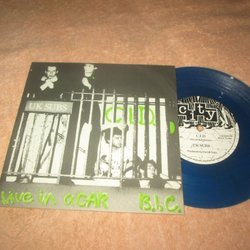 UK SUBS
C.I.D.
Live in a CAR
B.I.C.
city
C.I.D
UK SUBS